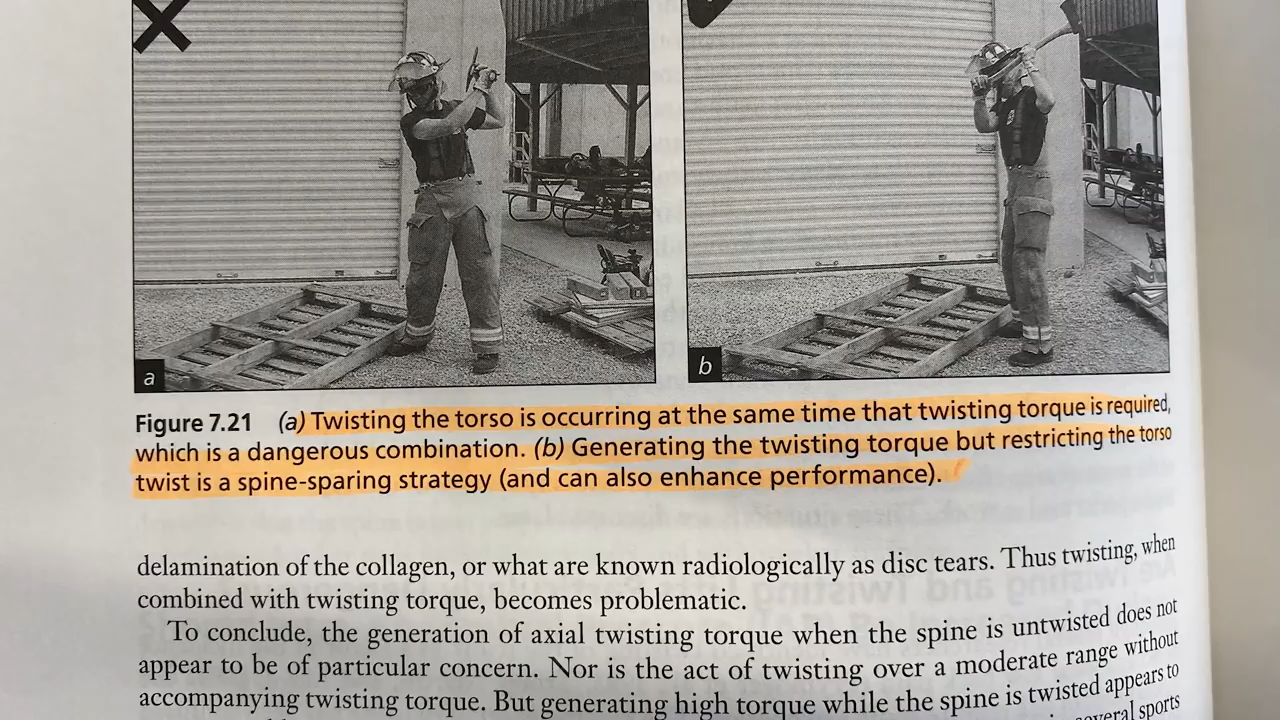 a
b
Figure 7.21 (a) Twisting the torso is occurring at the same time that twisting torque is required,
which is a dangerous combination. (b) Generating the twisting torque but restricting the torso
twist is a spine-sparing strategy (and can also enhance performance).
delamination of the collagen, or what are known radiologically as disc tears. Thus twisting, when
combined with twisting torque, becomes problematic.
To conclude, the generation of axial twisting torque when the spine is untwisted does not
appear to be of particular concern. Nor is the act of twisting over a moderate range without
accompanying twisting torque. But generating high torque while the spine is twisted appears to
several sports